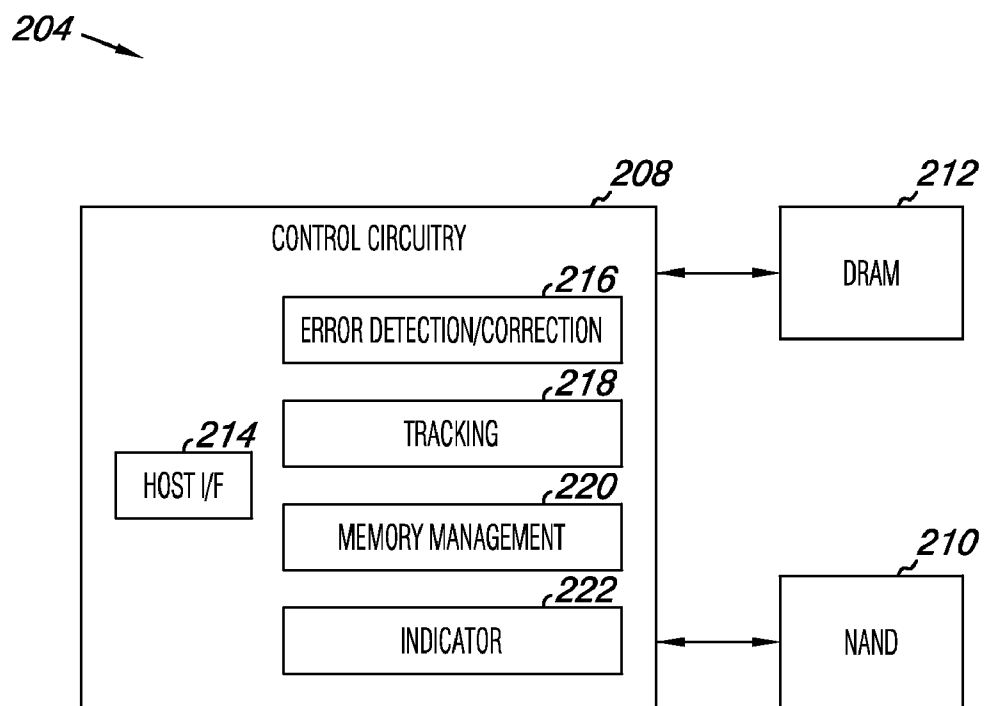 204
208
212
CONTROL CIRCUITRY
DRAM
216
ERROR DETECTION/CORRECTION
218
TRACKING
214
HOST I/F
220
MEMORY MANAGEMENT
210
222
INDICATOR
NAND